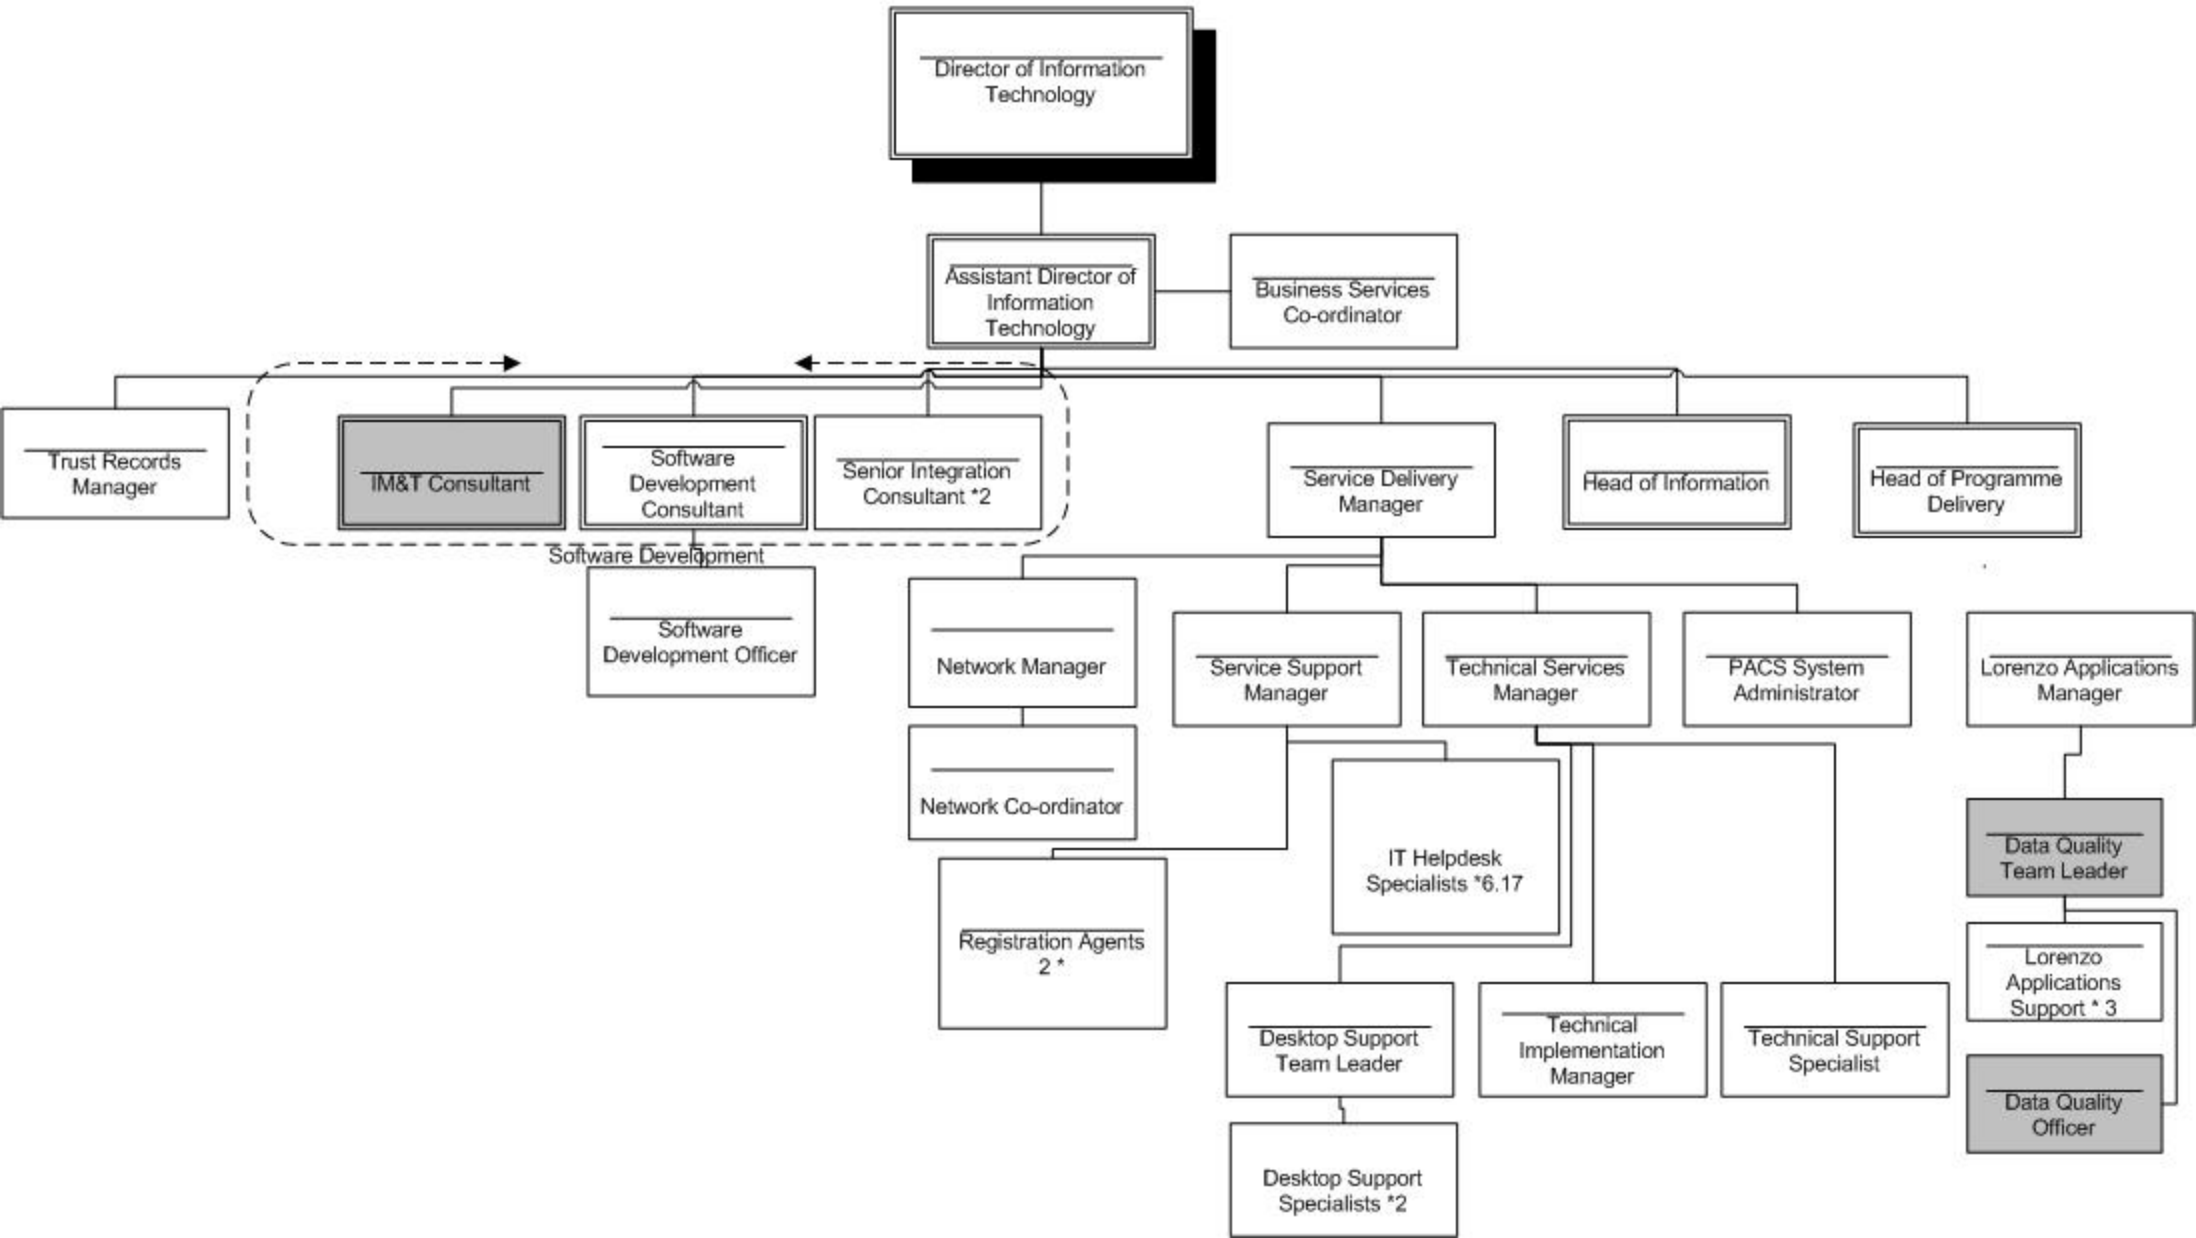 Director of Information
Technology
Assistant Director of
Information
Technology
Business Services
Co-ordinator
Trust Records
Manager
IM&T Consultant
Software
Development
Consultant
Senior Integration
Consultant *2
Service Delivery
Manager
Head of Information
Head of Programme
Delivery
Software Development
Software
Development Officer
Network Manager
Service Support
Manager
Technical Services
Manager
PACS System
Administrator
Lorenzo Applications
Manager
Network Co-ordinator
IT Helpdesk
Specialists *6.17
Data Quality
Team Leader
Registration Agents
2 *
Lorenzo
Applications
Support * 3
Desktop Support
Team Leader
Technical
Implementation
Manager
Technical Support
Specialist
Data Quality
Officer
Desktop Support
Specialists *2